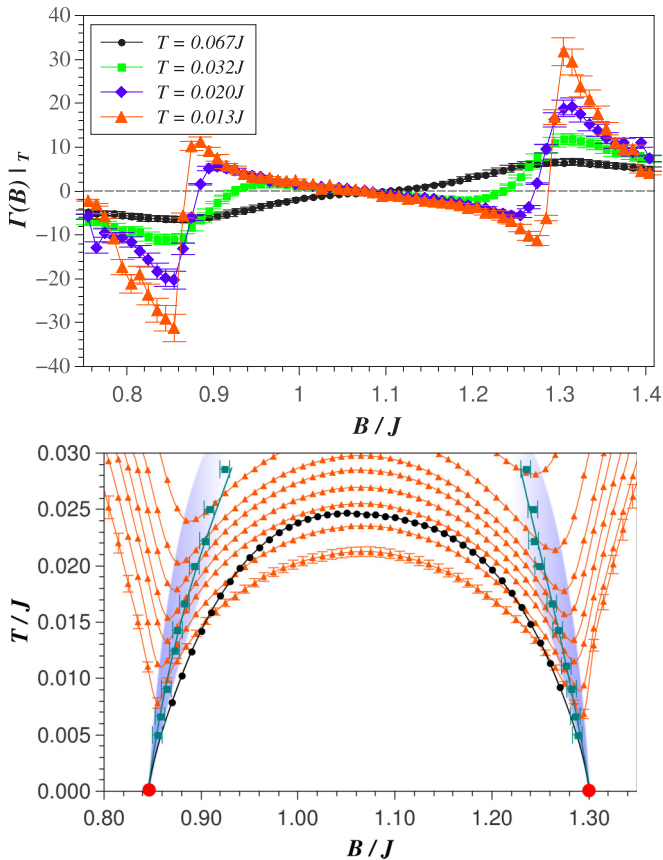 40
30
20
10
0
−10
−20
−30
−40
Γ(B) | T
T = 0.067J
T = 0.032J
T = 0.020J
T = 0.013J
0.8 0.9 1 1.1 1.2 1.3 1.4
B / J
0.030
0.025
0.020
0.015
0.010
0.005
0.000
T / J
0.80 0.90 1.00 1.10 1.20 1.30
B / J